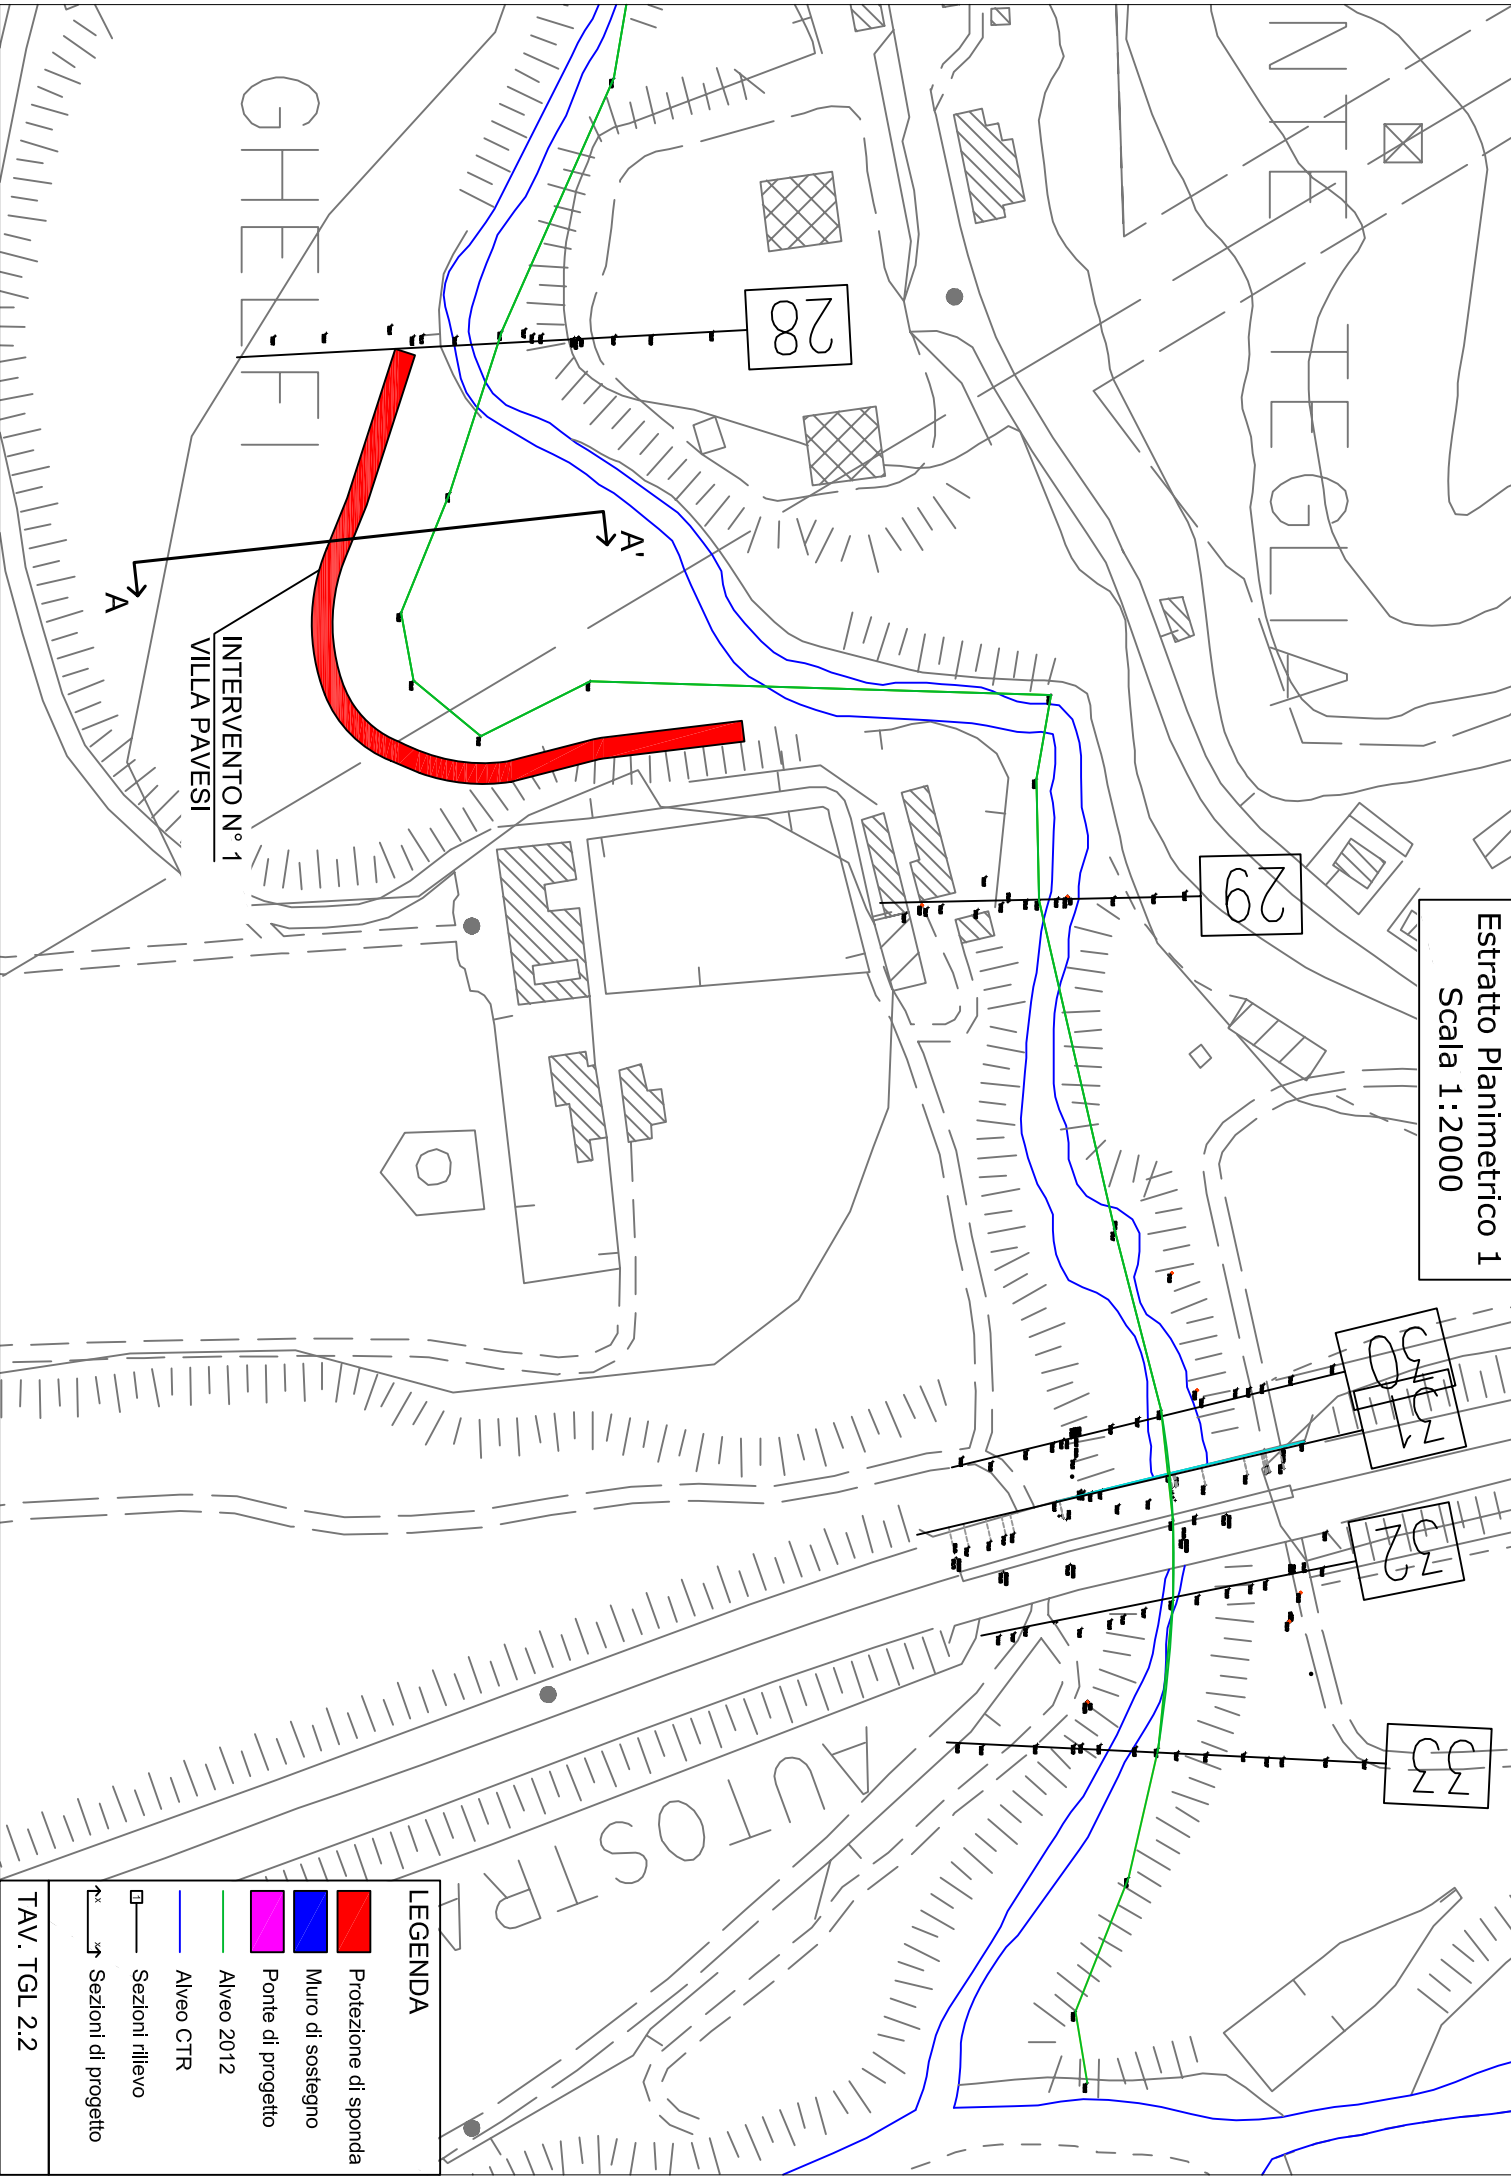 Estratto Planimetrico 1
Scala 1:2000
NTE TEGLIA
GHELFI
28
29
30
31
32
33
A'
A
INTERVENTO N° 1
VILLA PAVESI
AUTOSTRA
LEGENDA
Protezione di sponda
Muro di sostegno
Ponte di progetto
Alveo 2012
Alveo CTR
1
Sezioni rilievo
x x
Sezioni di progetto
TAV. TGL 2.2